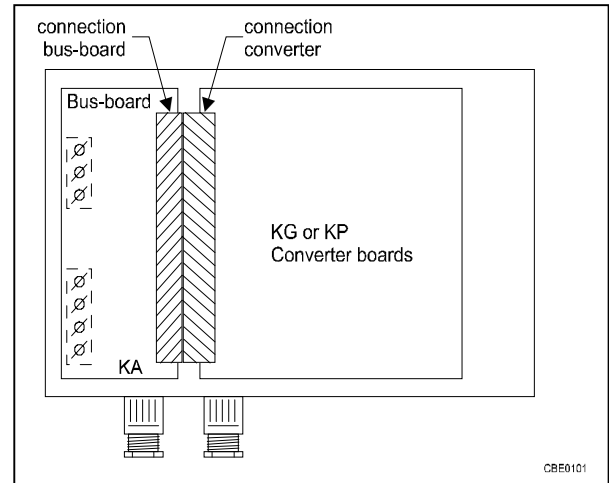 connection
bus-board
connection
converter
Bus-board
KG or KP
Converter boards
KA
CBE0101